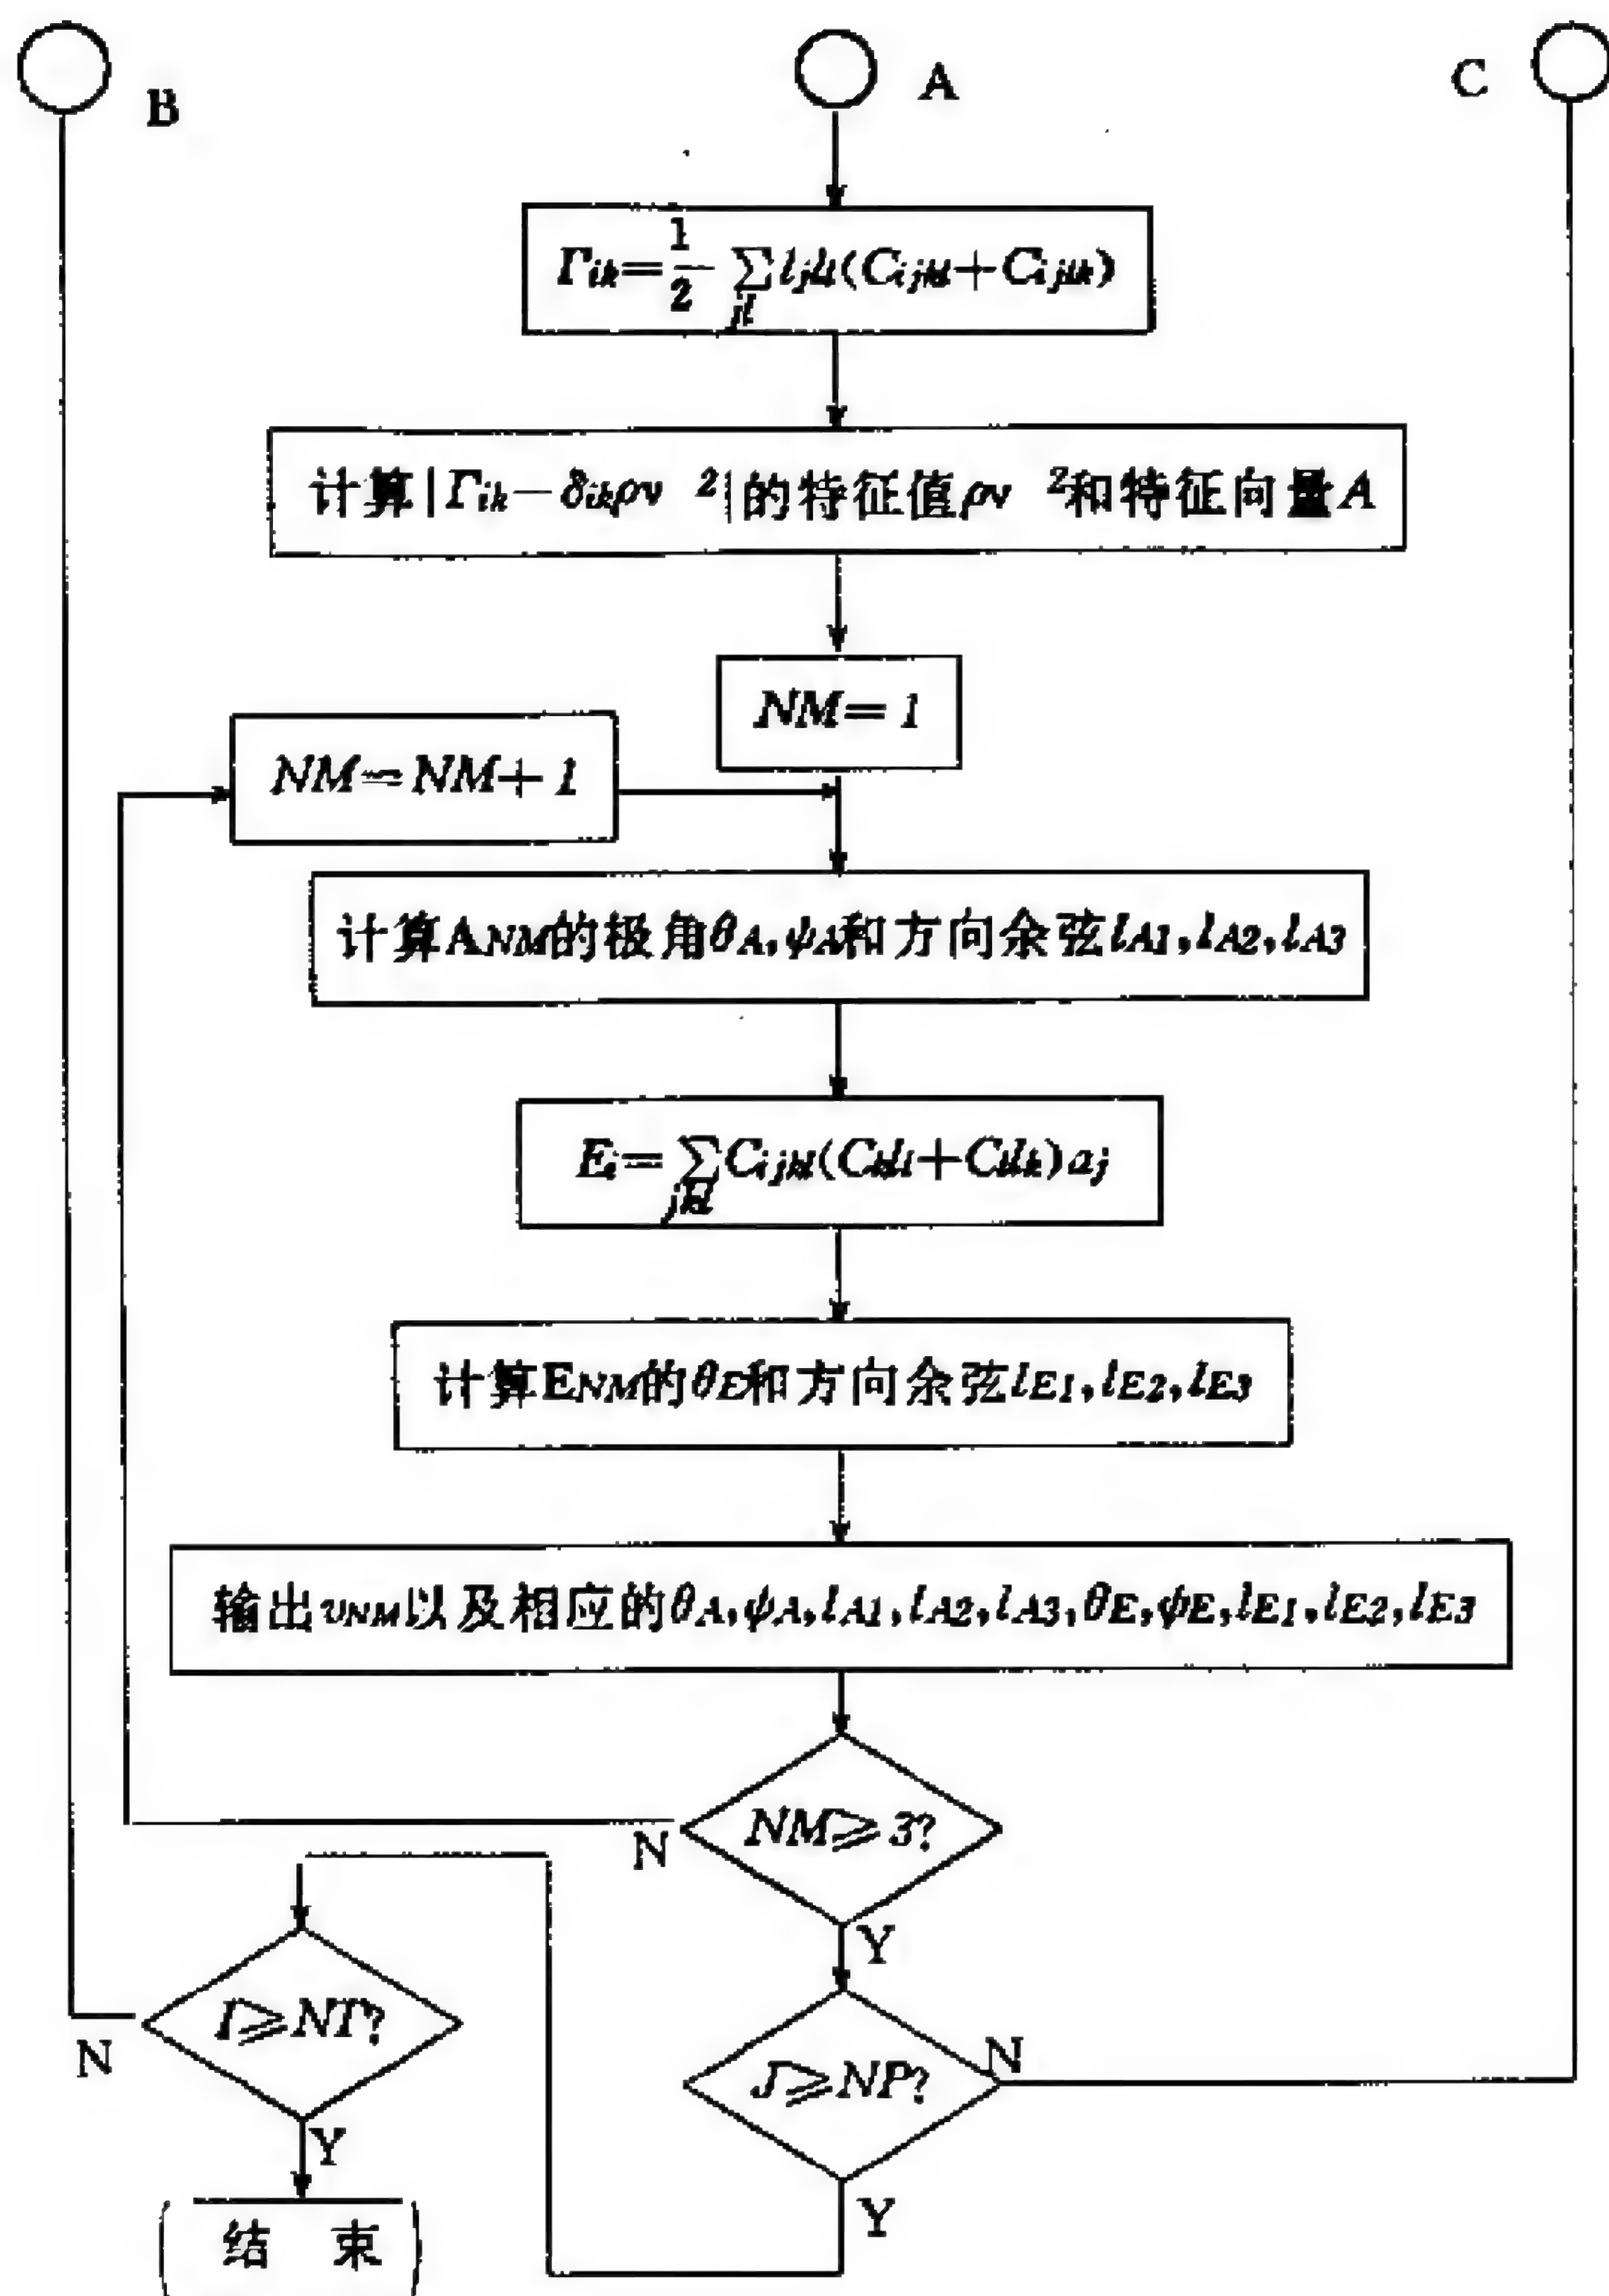 B
A
C
Γik=1/2 ∑jl ljll(Cijkl+Cijlk)
计算|Γik-δikρv ²|的特征值ρv ²和特征向量A
NM=1
NM=NM+1
计算ANM的极角θA,ψA和方向余弦lA1,lA2,lA3
Ei=∑jkl Cijkl( + )aj
计算ENM的θE和方向余弦lE1,lE2,lE3
输出vNM以及相应的θA,ψA,lA1,lA2,lA3,θE,φE,lE1,lE2,lE3
NM≥3?
N
Y
I≥NT?
N
J≥NP?
N
Y
Y
结 束